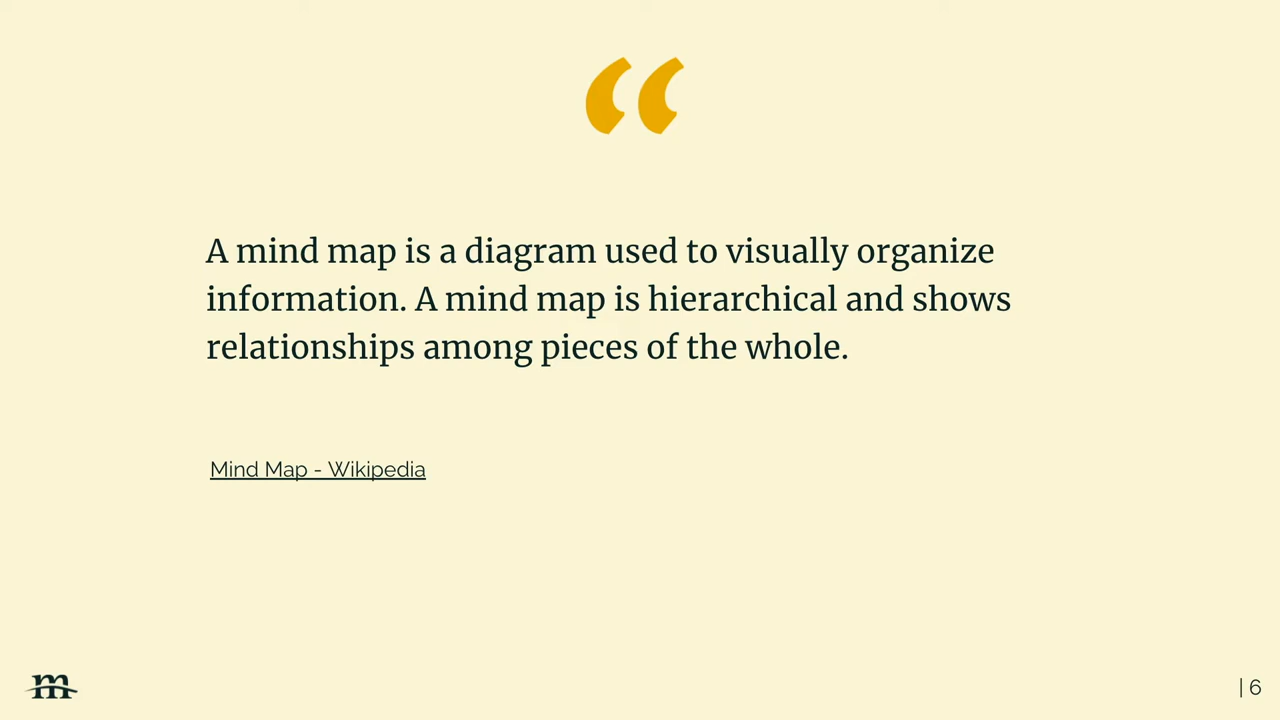 “
A mind map is a diagram used to visually organize
information. A mind map is hierarchical and shows
relationships among pieces of the whole.
Mind Map - Wikipedia
m
| 6